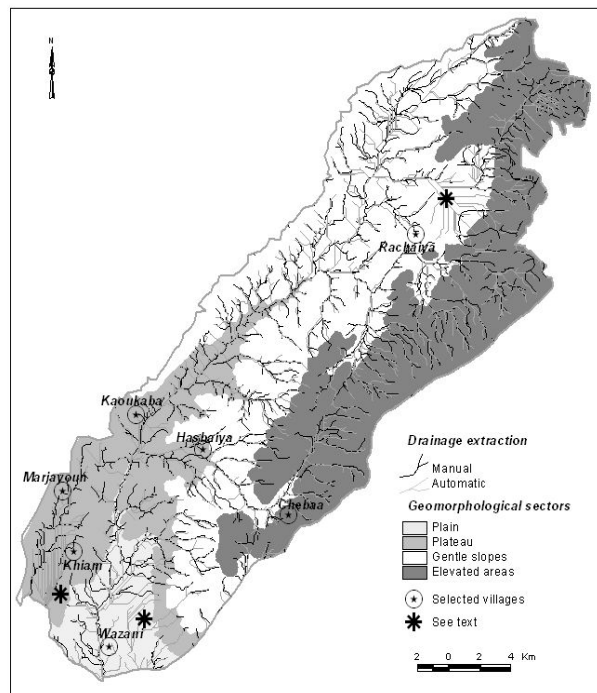 N
Rachaiya
Kaoukaba
Hasbaiya
Marjayoun
Chebaa
Khiam
Wazani
Drainage extraction
Manual
Automatic
Geomorphological sectors
Plain
Plateau
Gentle slopes
Elevated areas
Selected villages
See text
2 0 2 4 Km